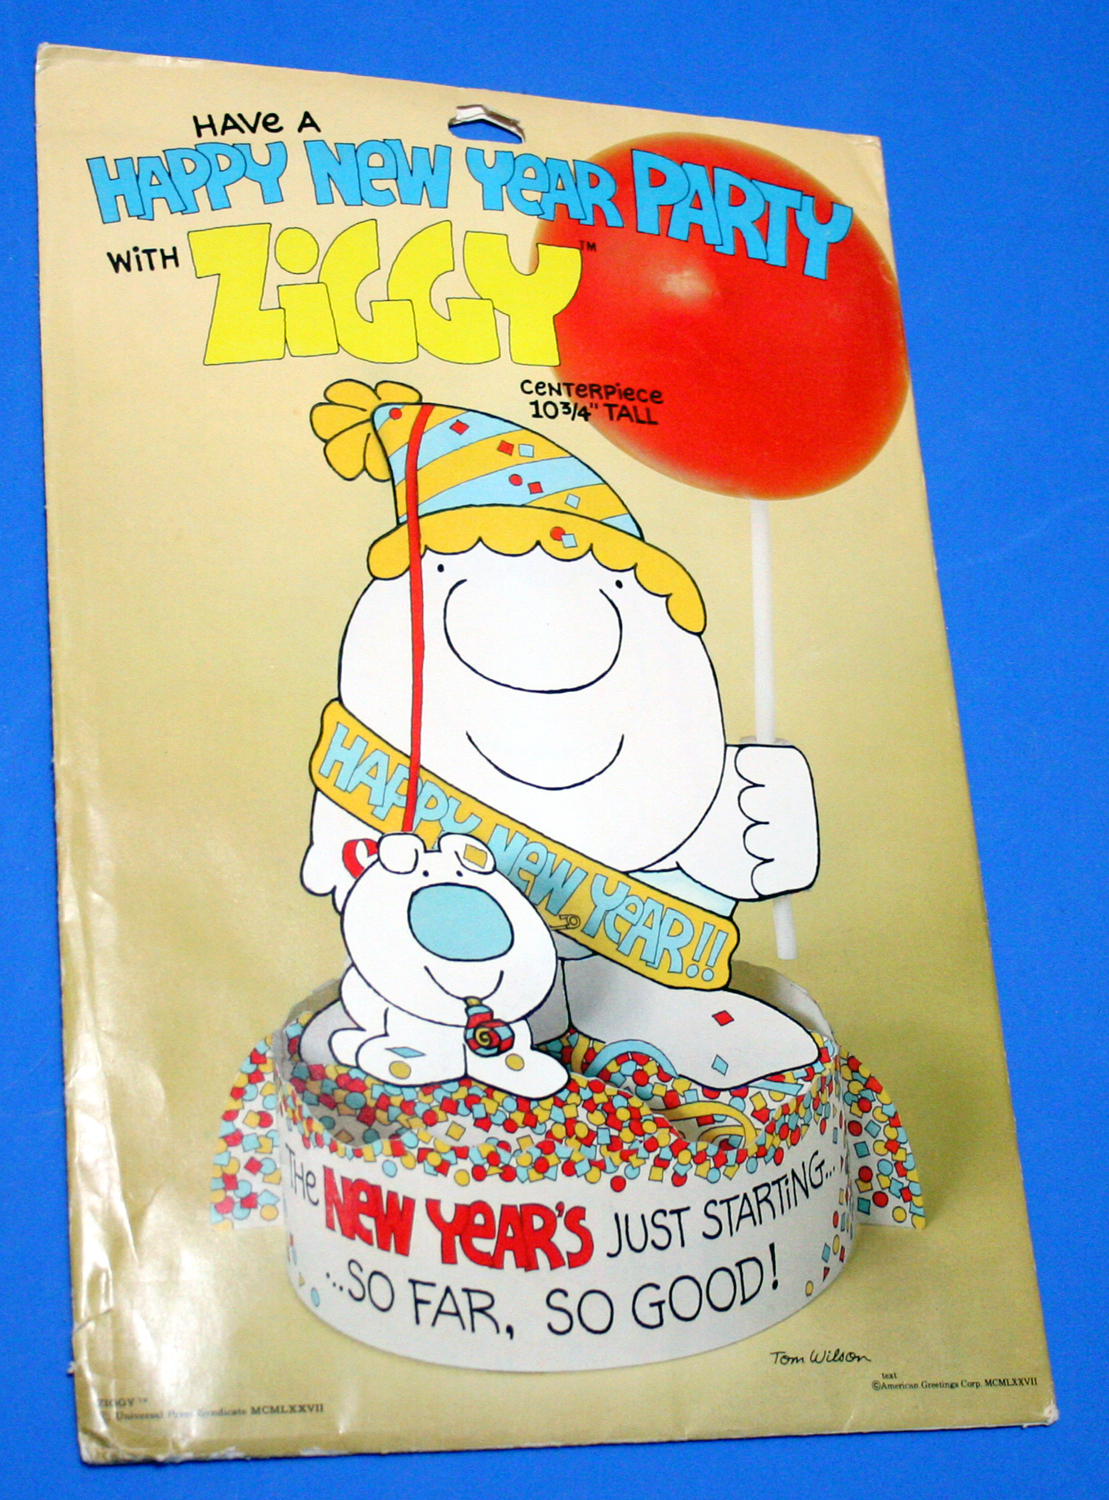 HAVe A
HAPPY NeW YeAR PARTY
WiTH ZiGGY™
CeNTeRPiece
10 3/4" TALL
HAPPY NeW YeAR!!
THe NeW YeAR'S JUST STARTiNG...
...SO FAR, SO GOOD!
Tom Wilson
text
©American Greetings Corp. MCMLXXVII
ZIGGY™
© Universal Press Syndicate MCMLXXVII